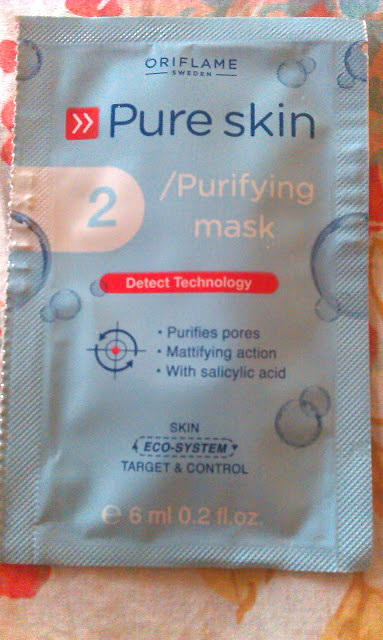 ORIFLAME
SWEDEN
Pure skin
2
/Purifying
mask
Detect Technology
• Purifies pores
• Mattifying action
• With salicylic acid
SKIN
ECO-SYSTEM
TARGET & CONTROL
℮ 6 ml 0.2 fl.oz.